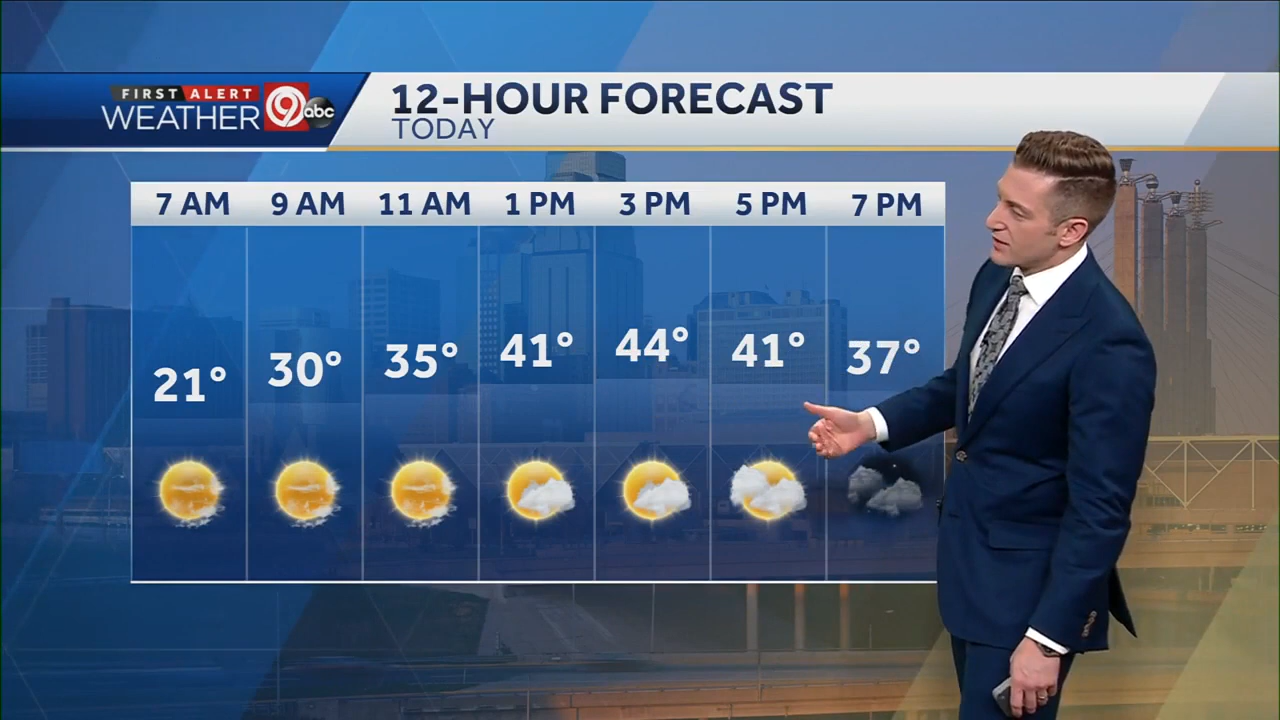 FIRST ALERT
WEATHER 9 abc
12-HOUR FORECAST
TODAY
7 AM 9 AM 11 AM 1 PM 3 PM 5 PM 7 PM
21° 30° 35° 41° 44° 41° 37°